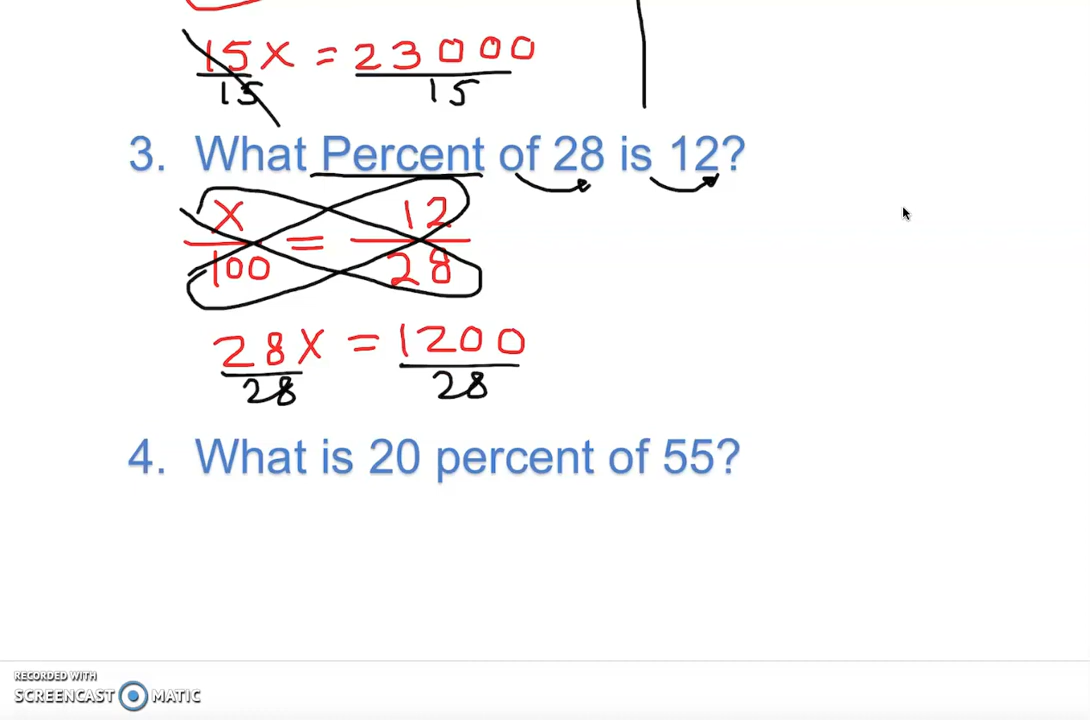 15x = 23000
15 15
3. What Percent of 28 is 12?
x 12
= 
100 28
28x = 1200
28 28
4. What is 20 percent of 55?
RECORDED WITH
SCREENCAST MATIC